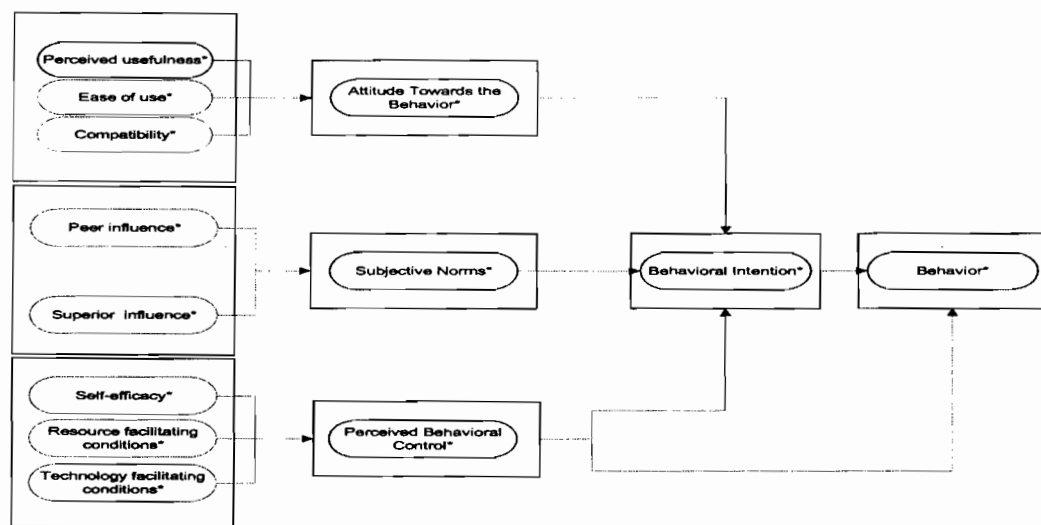 Perceived usefulness*
Ease of use*
Compatibility*
Attitude Towards the
Behavior*
Peer influence*
Superior influence*
Subjective Norms*
Behavioral Intention*
Behavior*
Self-efficacy*
Resource facilitating
conditions*
Technology facilitating
conditions*
Perceived Behavioral
Control*